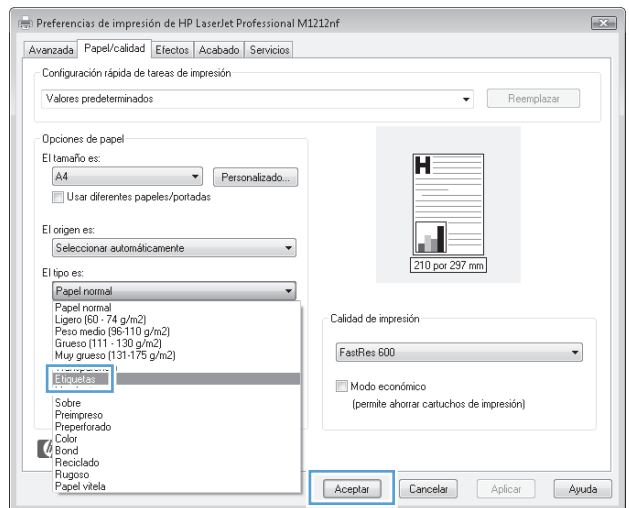 Preferencias de impresión de HP LaserJet Professional M1212nf
Avanzada Papel/calidad Efectos Acabado Servicios
Configuración rápida de tareas de impresión
Valores predeterminados Reemplazar
Opciones de papel
El tamaño es:
A4 Personalizado...
Usar diferentes papeles/portadas
El origen es:
Seleccionar automáticamente
El tipo es:
Papel normal
Papel normal
Ligero (60 - 74 g/m2)
Peso medio (96-110 g/m2)
Grueso (111 - 130 g/m2)
Muy grueso (131-175 g/m2)
Etiquetas
Sobre
Preimpreso
Preperforado
Color
Bond
Reciclado
Rugoso
Papel vitela
H
210 por 297 mm
Calidad de impresión
FastRes 600
Modo económico
(permite ahorrar cartuchos de impresión)
Aceptar Cancelar Aplicar Ayuda